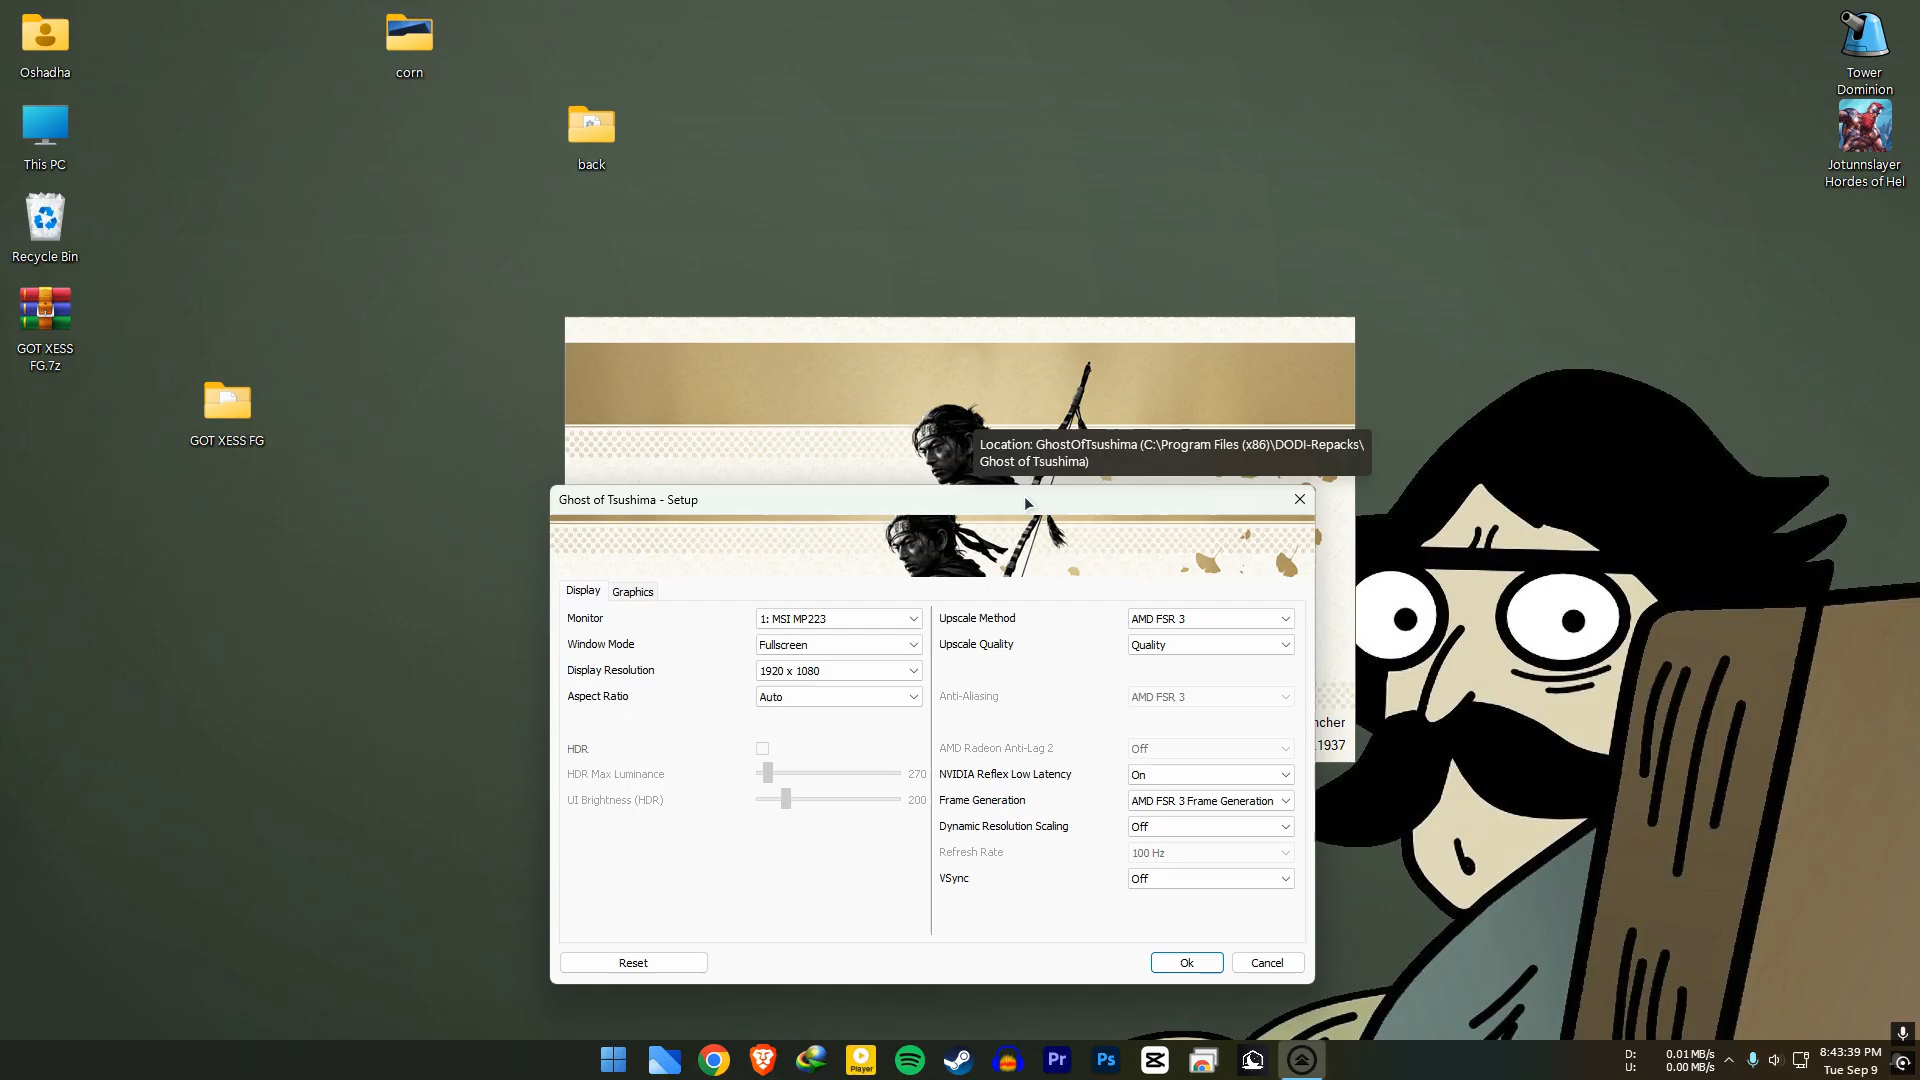 Oshadha
corn
Tower
Dominion
back
This PC
Jotunnslayer
Hordes of Hel
Recycle Bin
GOT XESS
FG.7z
GOT XESS FG
Location: GhostOfTsushima (C:\Program Files (x86)\DODI-Repacks\
Ghost of Tsushima)
Ghost of Tsushima - Setup
Display
Graphics
Monitor
1: MSI MP223
Window Mode
Fullscreen
Display Resolution
1920 x 1080
Aspect Ratio
Auto
HDR
HDR Max Luminance
270
UI Brightness (HDR)
200
Upscale Method
AMD FSR 3
Upscale Quality
Quality
Anti-Aliasing
AMD FSR 3
AMD Radeon Anti-Lag 2
Off
NVIDIA Reflex Low Latency
On
Frame Generation
AMD FSR 3 Frame Generation
Dynamic Resolution Scaling
Off
Refresh Rate
100 Hz
VSync
Off
ncher
.1937
Reset
Ok
Cancel
Player
Pr
Ps
D: 0.01 MB/s
U: 0.00 MB/s
8:43:39 PM
Tue Sep 9